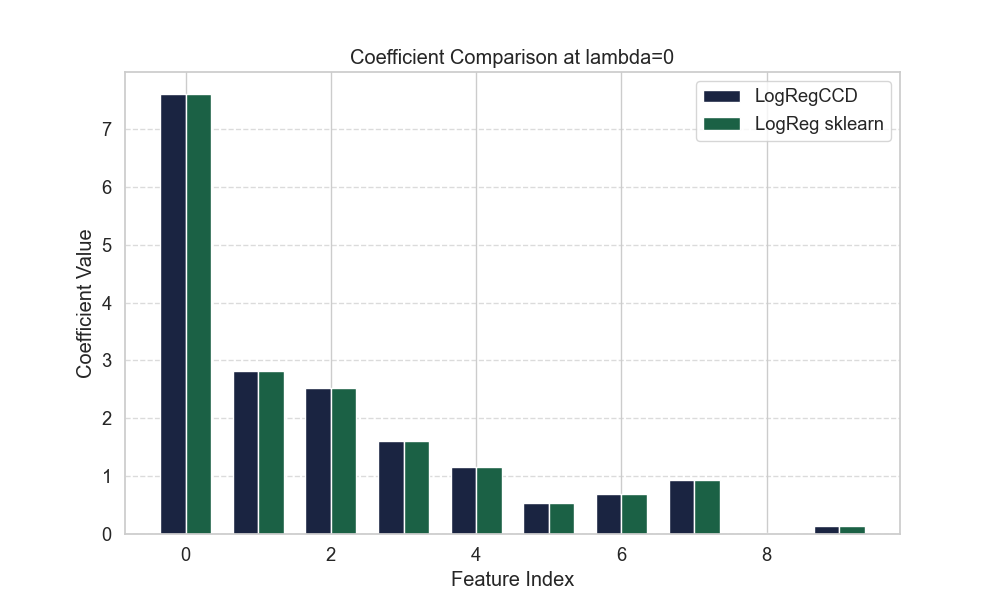 Coefficient Comparison at lambda=0
LogRegCCD
LogReg sklearn
Coefficient Value
7
6
5
4
3
2
1
0
0 2 4 6 8
Feature Index